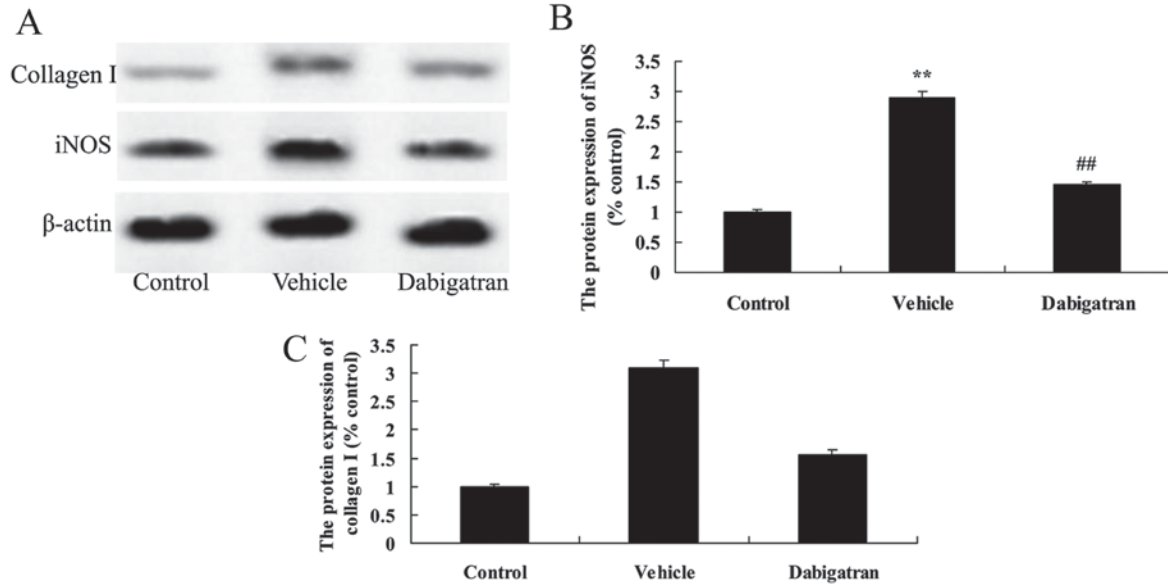 A
Collagen I
iNOS
β-actin
Control Vehicle Dabigatran
B
The protein expression of iNOS
(% control)
3.5
3
2.5
2
1.5
1
0.5
0
**
##
Control Vehicle Dabigatran
C
The protein expression of
collagen I (% control)
3.5
3
2.5
2
1.5
1
0.5
0
Control Vehicle Dabigatran